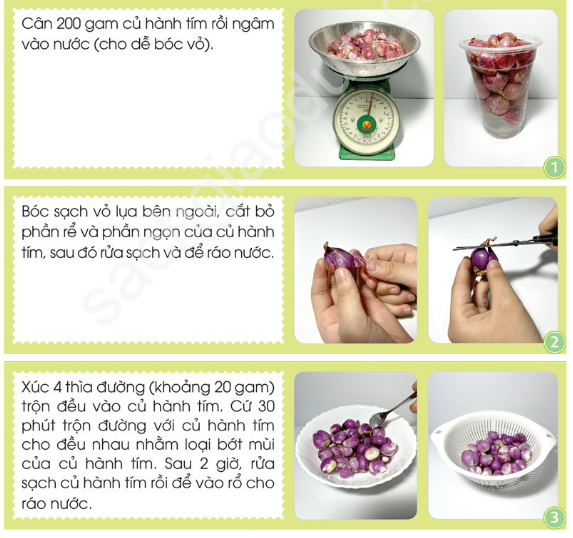 Cân 200 gam củ hành tím rồi ngâm
vào nước (cho dễ bóc vỏ).
1
Bóc sạch vỏ lụa bên ngoài, cắt bỏ
phần rể và phần ngọn của củ hành
tím, sau đó rửa sạch và để ráo nước.
2
Xúc 4 thìa đường (khoảng 20 gam)
trộn đều vào củ hành tím. Cứ 30
phút trộn đường với củ hành tím
cho đều nhau nhằm loại bớt mùi
của củ hành tím. Sau 2 giờ, rửa
sạch củ hành tím rồi để vào rổ cho
ráo nước.
3